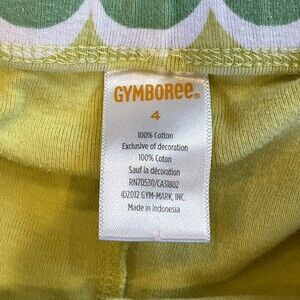 GYMBOREE®
4
100% Cotton
Exclusive of decoration
100% Coton
Sauf la décoration
RN70530/CA31802
©2012 GYM-MARK, INC.
Made in Indonesia